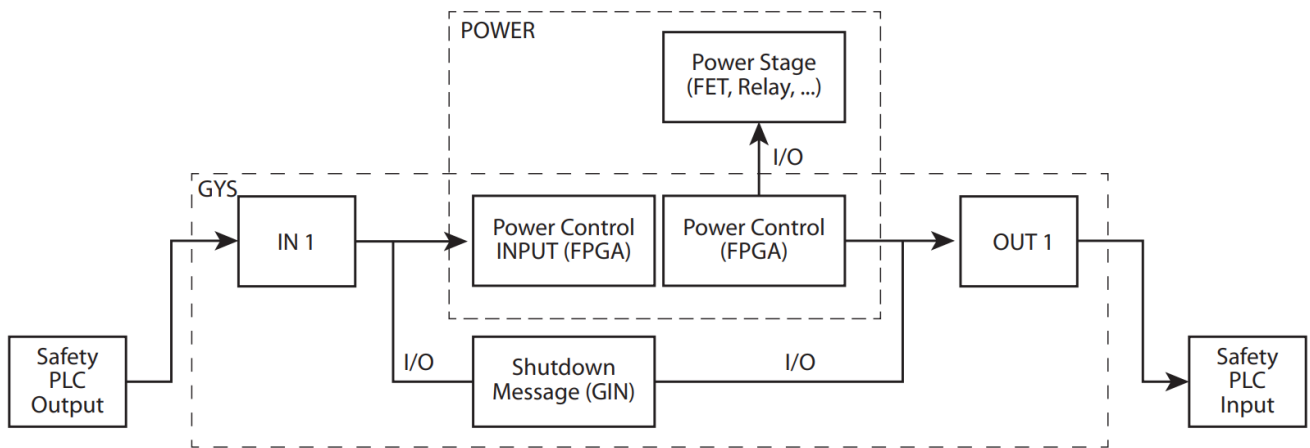 POWER
Power Stage
(FET, Relay, ...)
I/O
GYS
IN 1
Power Control
INPUT (FPGA)
Power Control
(FPGA)
OUT 1
Safety
PLC
Output
I/O
Shutdown
Message (GIN)
I/O
Safety
PLC
Input